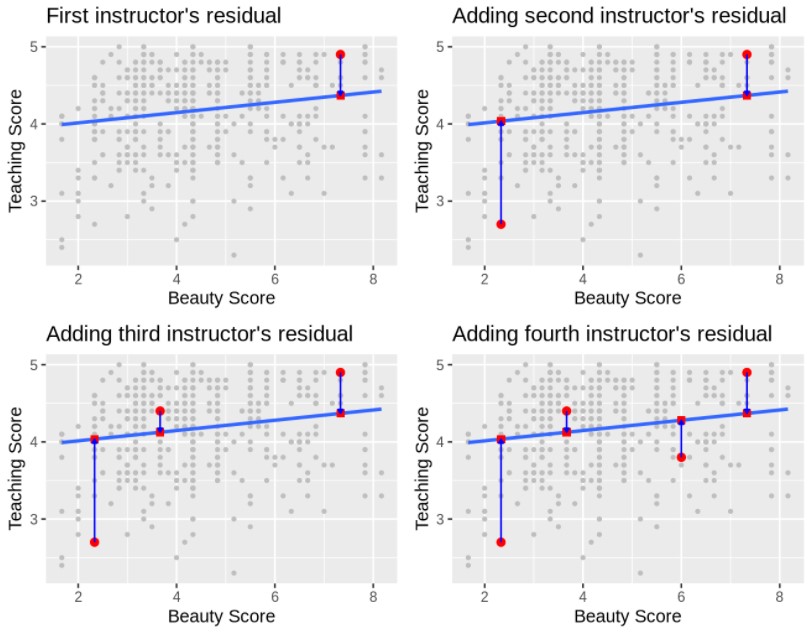 First instructor's residual
5
4
3
Teaching Score
2 4 6 8
Beauty Score
Adding second instructor's residual
5
4
3
Teaching Score
2 4 6 8
Beauty Score
Adding third instructor's residual
5
4
3
Teaching Score
2 4 6 8
Beauty Score
Adding fourth instructor's residual
5
4
3
Teaching Score
2 4 6 8
Beauty Score